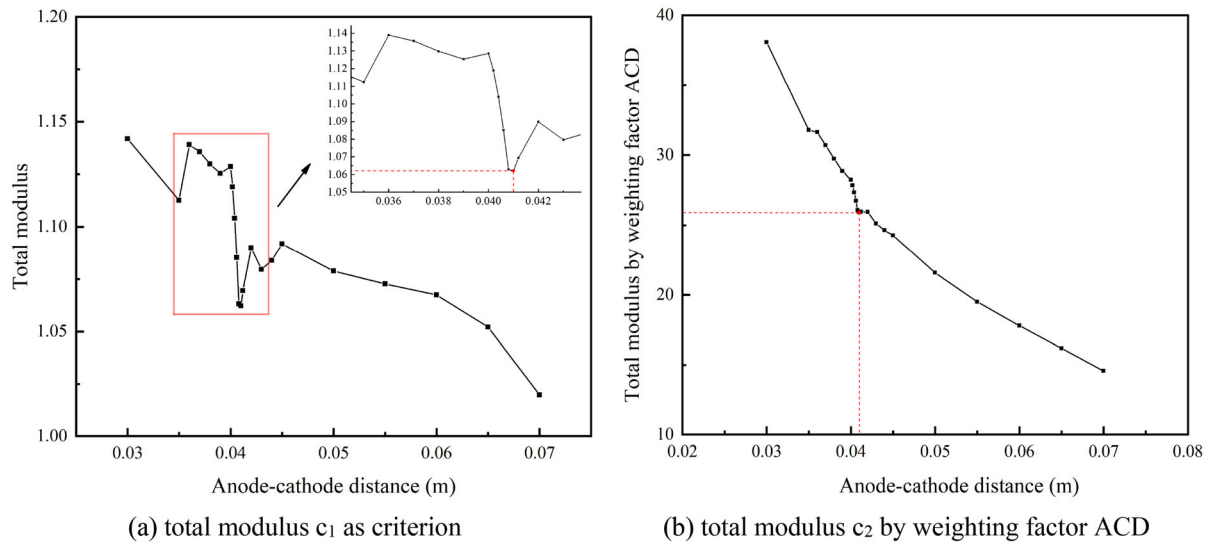 1.20
1.15
1.10
1.05
1.00
Total modulus
0.03 0.04 0.05 0.06 0.07
Anode-cathode distance (m)
1.14
1.13
1.12
1.11
1.10
1.09
1.08
1.07
1.06
1.05
0.036 0.038 0.040 0.042
(a) total modulus c₁ as criterion
40
30
20
10
Total modulus by weighting factor ACD
0.02 0.03 0.04 0.05 0.06 0.07 0.08
Anode-cathode distance (m)
(b) total modulus c₂ by weighting factor ACD